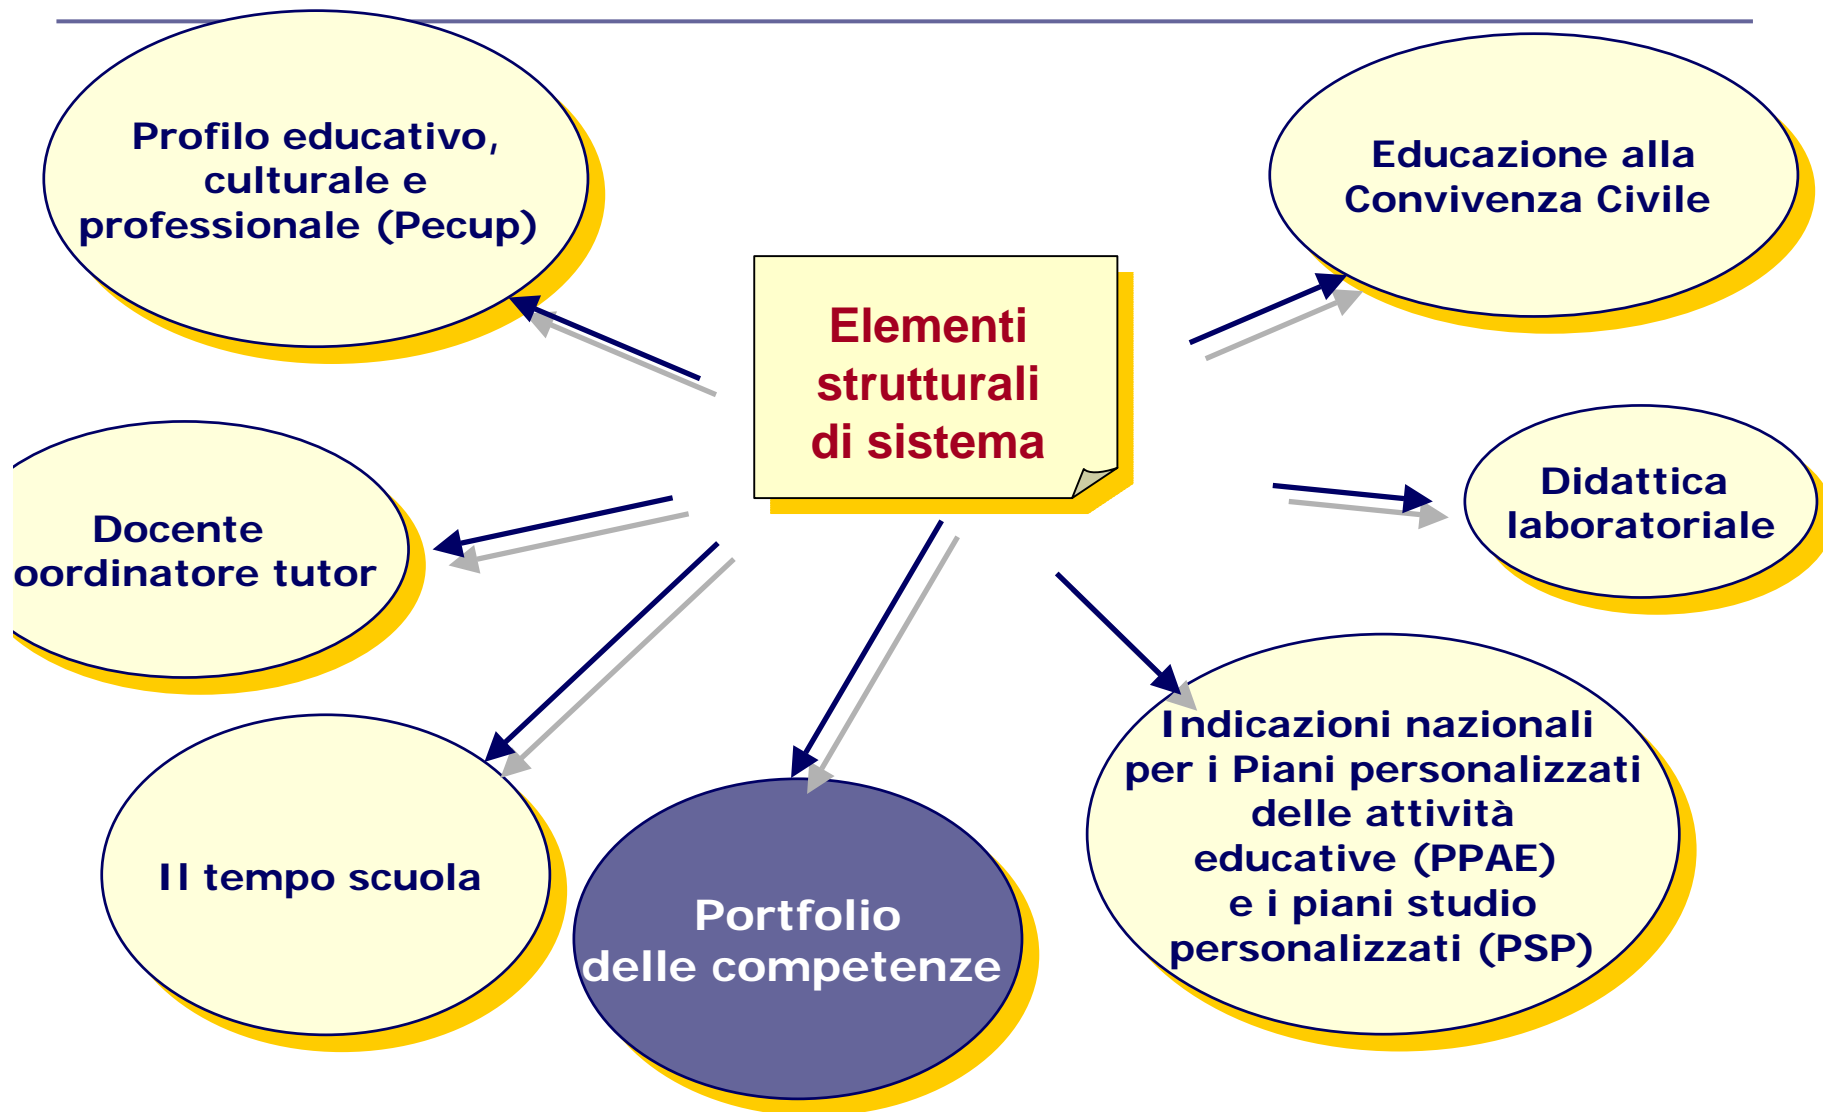 Profilo educativo,
culturale e
professionale (Pecup)
Educazione alla
Convivenza Civile
Elementi
strutturali
di sistema
Didattica
laboratoriale
Docente
oordinatore tutor
Indicazioni nazionali
per i Piani personalizzati
delle attività
educative (PPAE)
e i piani studio
personalizzati (PSP)
Il tempo scuola
Portfolio
delle competenze